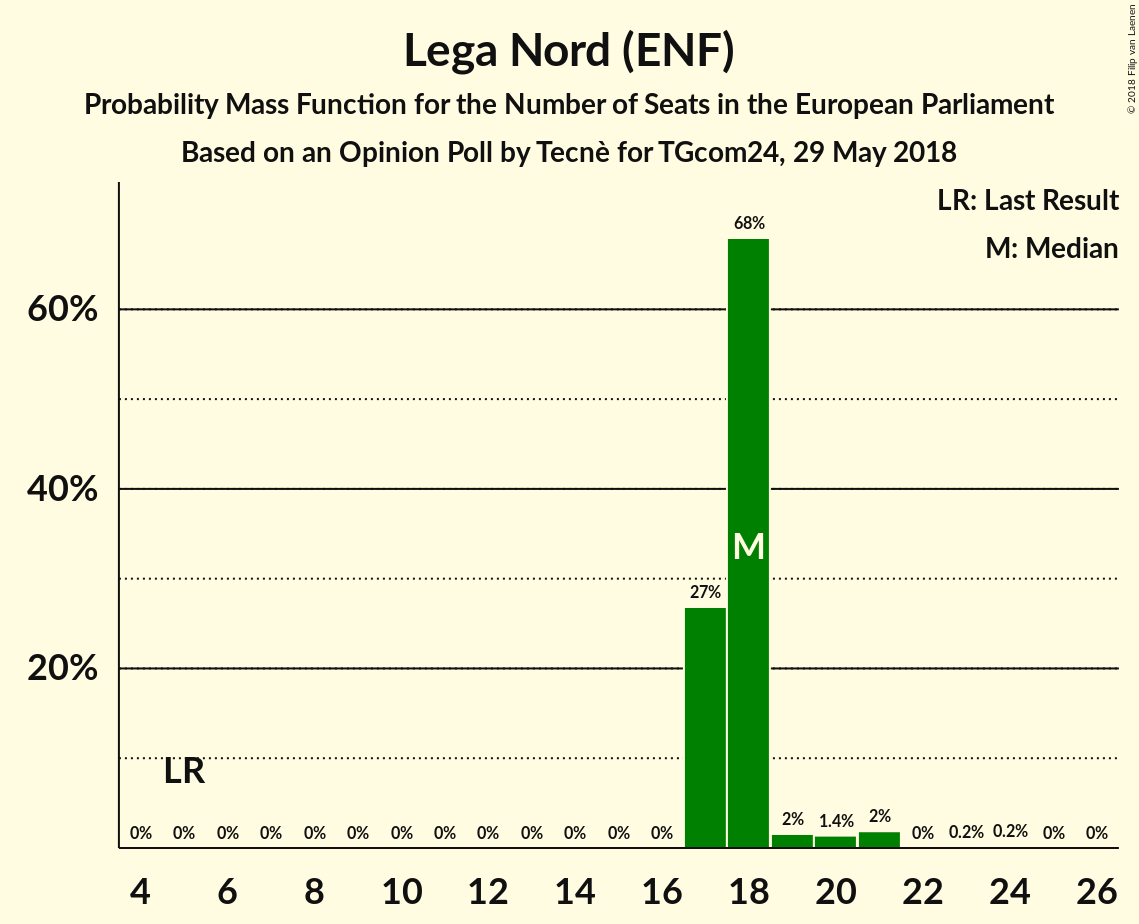 Lega Nord (ENF)
Probability Mass Function for the Number of Seats in the European Parliament
Based on an Opinion Poll by Tecnè for TGcom24, 29 May 2018
© 2018 Filip van Laenen
LR: Last Result
M: Median
68%
60%
40%
M
27%
20%
LR
0% 0% 0% 0% 0% 0% 0% 0% 0% 0% 0% 0% 0% 2% 1.4% 2% 0% 0.2% 0.2% 0% 0%
4 6 8 10 12 14 16 18 20 22 24 26